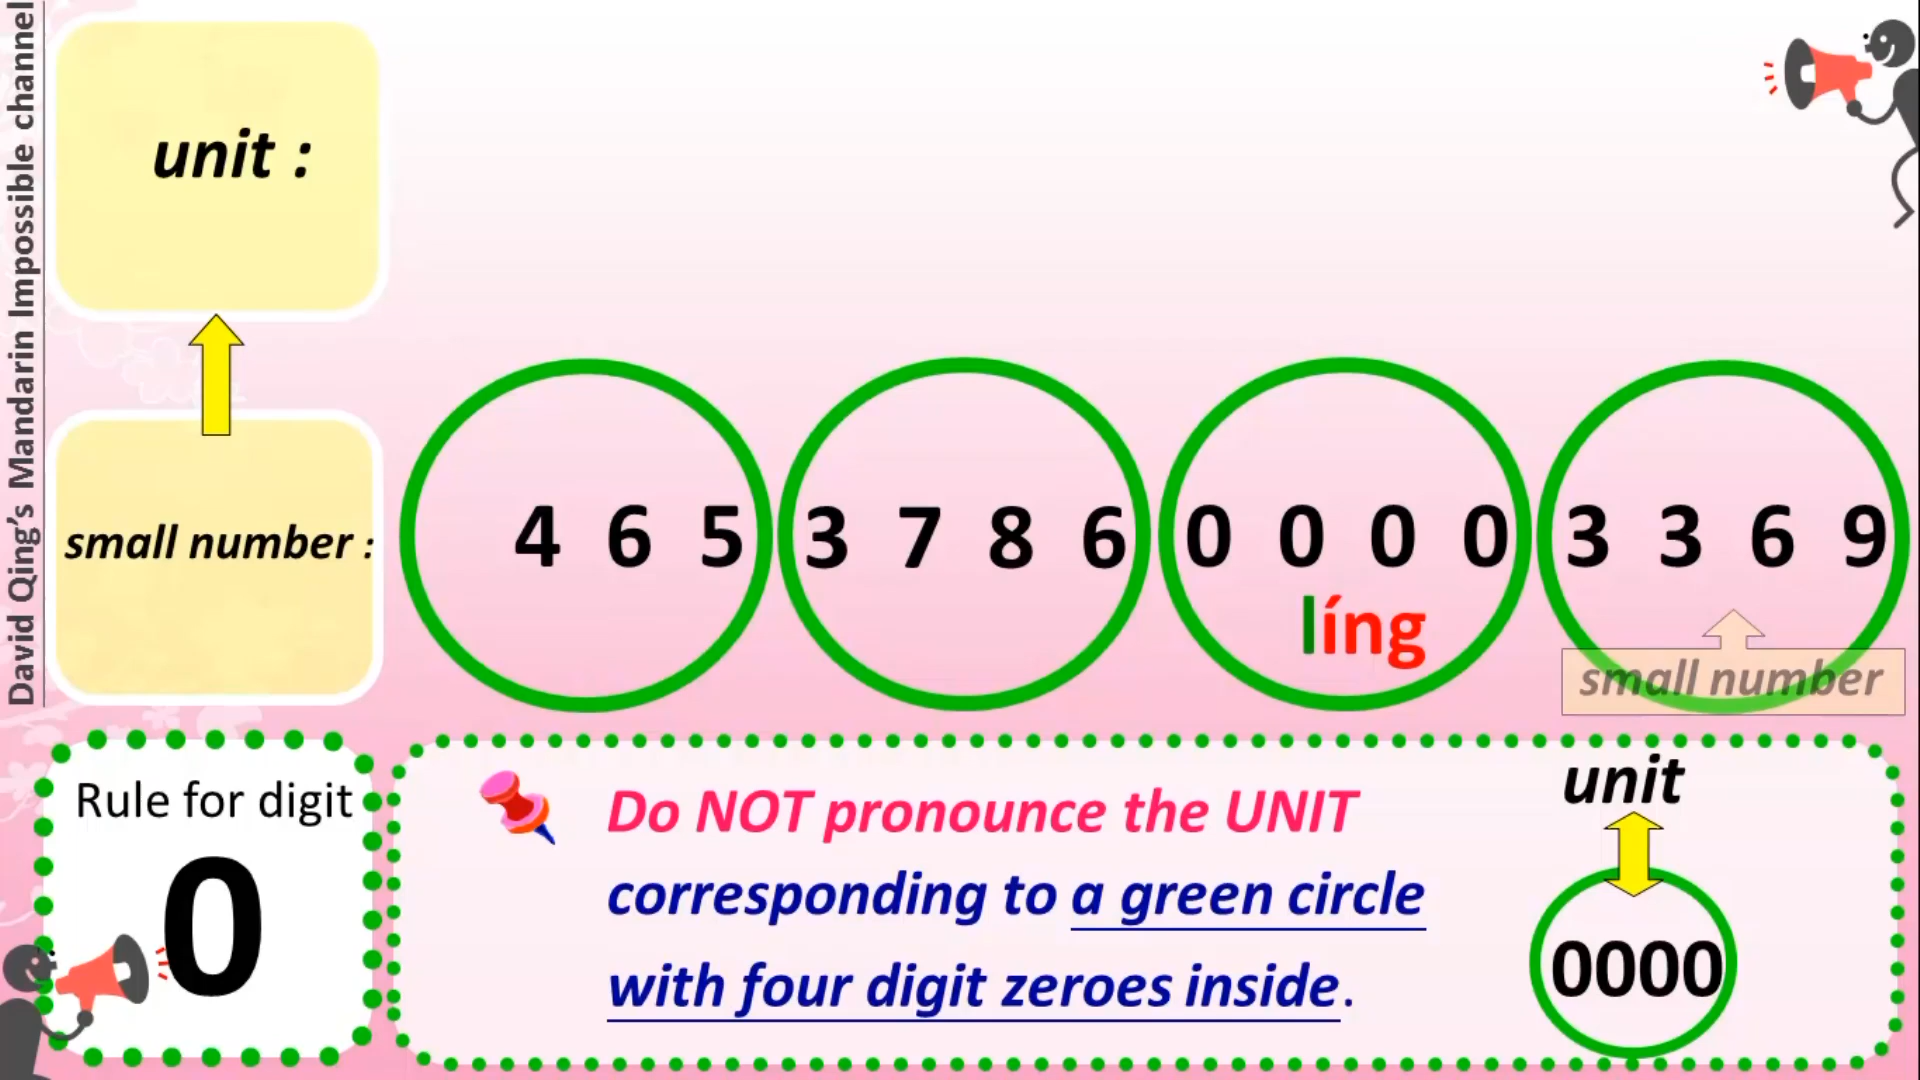 David Qing's Mandarin Impossible channel
unit :
small number :
4 6 5 3 7 8 6 0 0 0 0 3 3 6 9
líng
small number
Rule for digit
0
Do NOT pronounce the UNIT
corresponding to a green circle
with four digit zeroes inside.
unit
0000